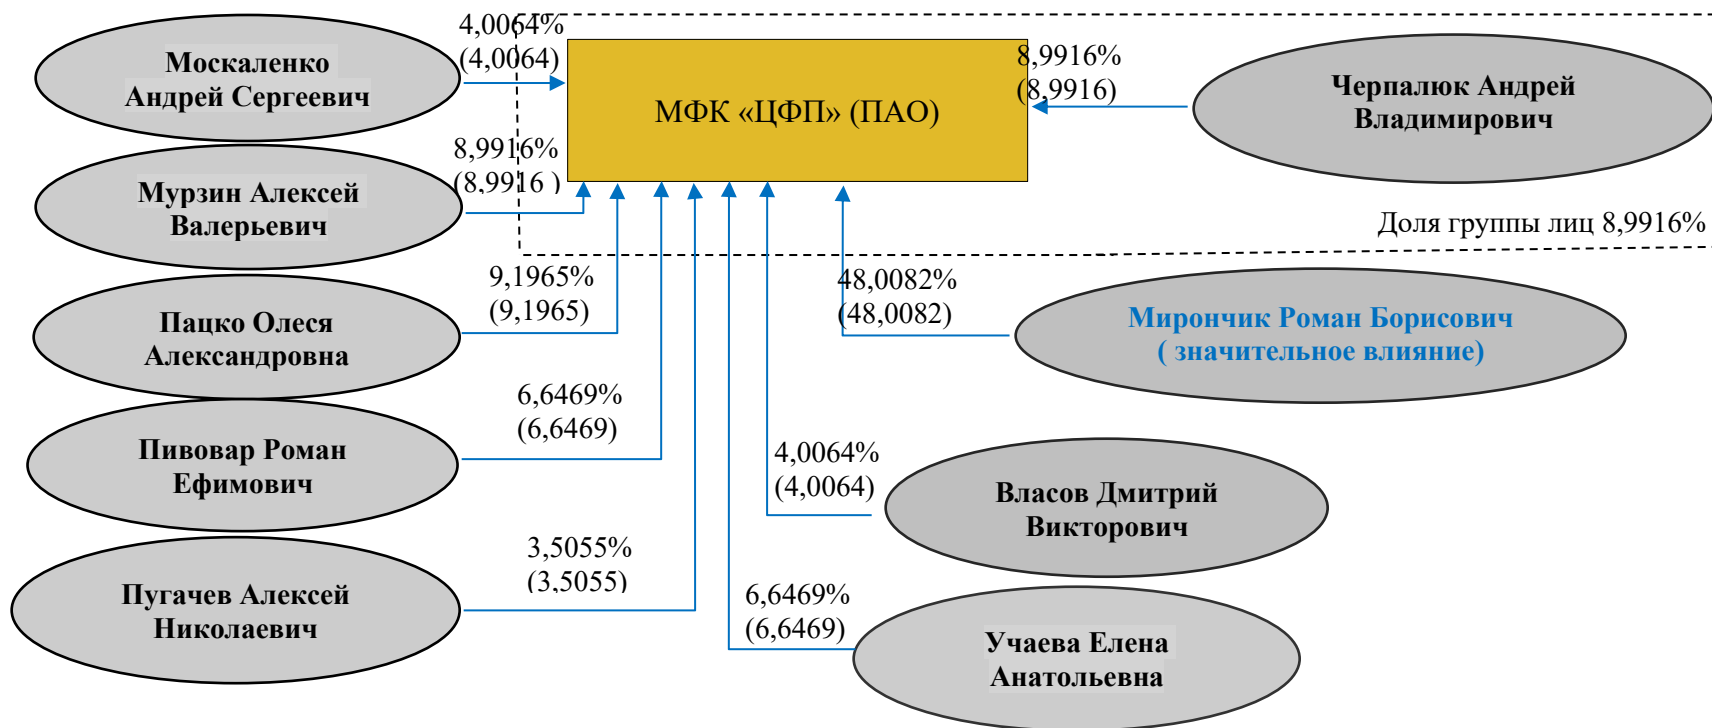 4,0064%
(4,0064)
Москаленко
Андрей Сергеевич
МФК «ЦФП» (ПАО)
8,9916%
(8,9916)
Черпалюк Андрей
Владимирович
8,9916%
(8,9916 )
Мурзин Алексей
Валерьевич
Доля группы лиц 8,9916%
9,1965%
(9,1965)
Пацко Олеся
Александровна
48,0082%
(48,0082)
Мирончик Роман Борисович
( значительное влияние)
6,6469%
(6,6469)
Пивовар Роман
Ефимович
4,0064%
(4,0064)
Власов Дмитрий
Викторович
3,5055%
(3,5055)
Пугачев Алексей
Николаевич
6,6469%
(6,6469)
Учаева Елена
Анатольевна